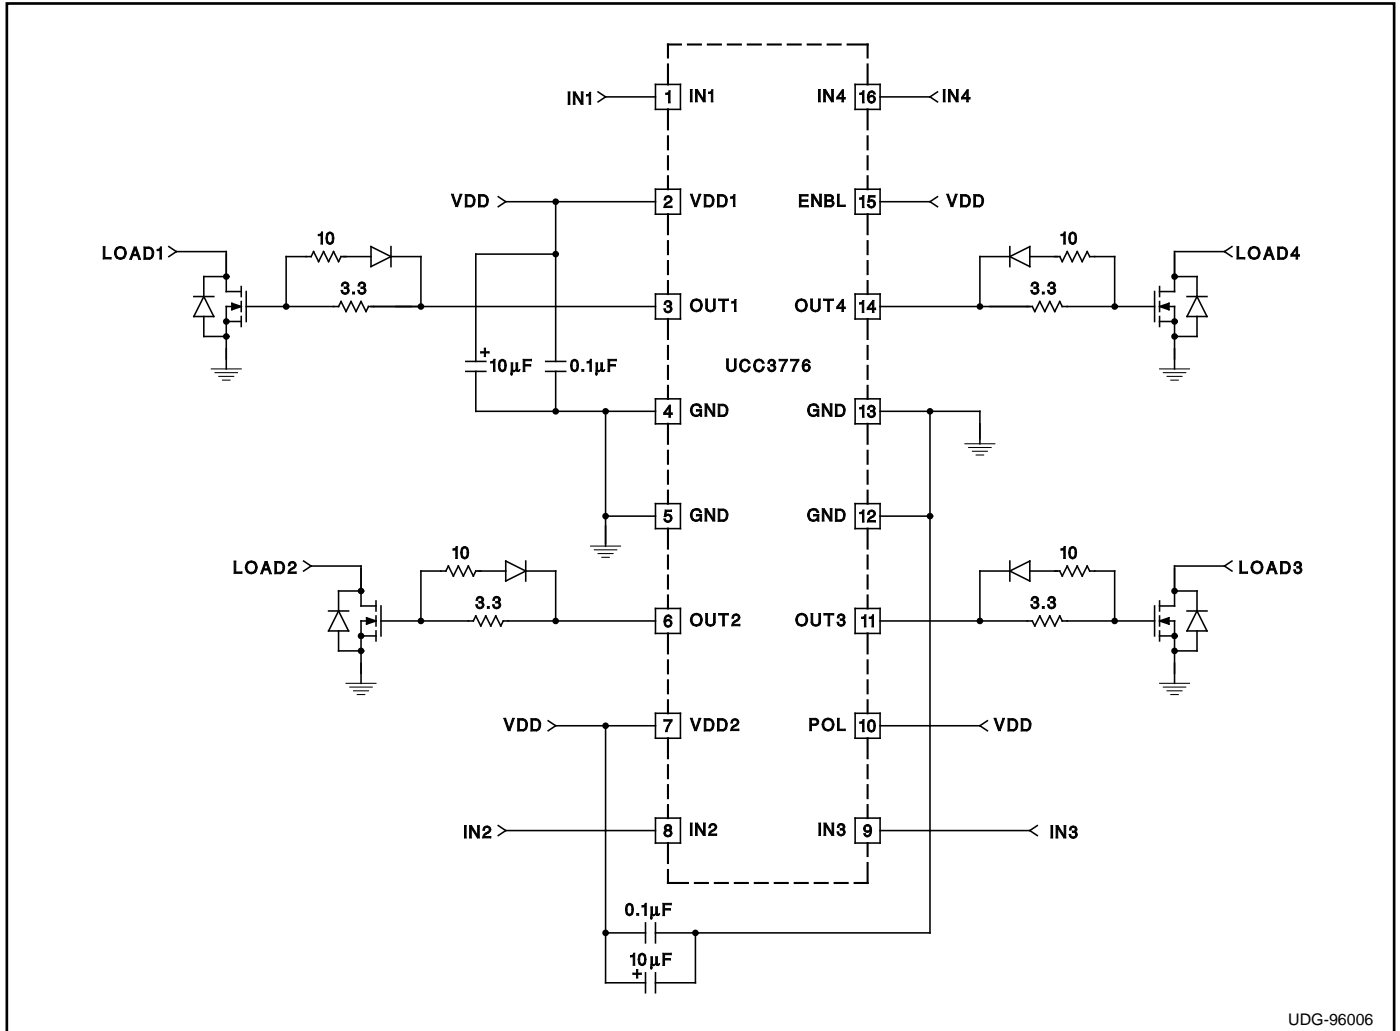 IN1
1
IN1
IN4
16
IN4
VDD
2
VDD1
ENBL
15
VDD
LOAD1
10
3.3
3
OUT1
OUT4
14
10
3.3
LOAD4
+
10µF
0.1µF
UCC3776
4
GND
GND
13
5
GND
GND
12
LOAD2
10
3.3
6
OUT2
OUT3
11
10
3.3
LOAD3
VDD
7
VDD2
POL
10
VDD
IN2
8
IN2
IN3
9
IN3
0.1µF
10µF
+
UDG-96006